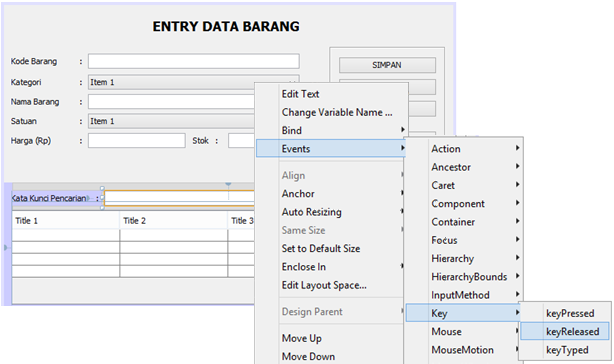 ENTRY DATA BARANG
Kode Barang :
SIMPAN
Kategori : Item 1
Nama Barang :
Satuan : Item 1
Harga (Rp) : Stok :
Kata Kunci Pencarian :
Title 1 Title 2 Title 3
Edit Text
Change Variable Name ...
Bind
Events
Align
Anchor
Auto Resizing
Same Size
Set to Default Size
Enclose In
Edit Layout Space...
Design Parent
Move Up
Move Down
Action
Ancestor
Caret
Component
Container
Focus
Hierarchy
HierarchyBounds
InputMethod
Key
Mouse
MouseMotion
keyPressed
keyReleased
keyTyped